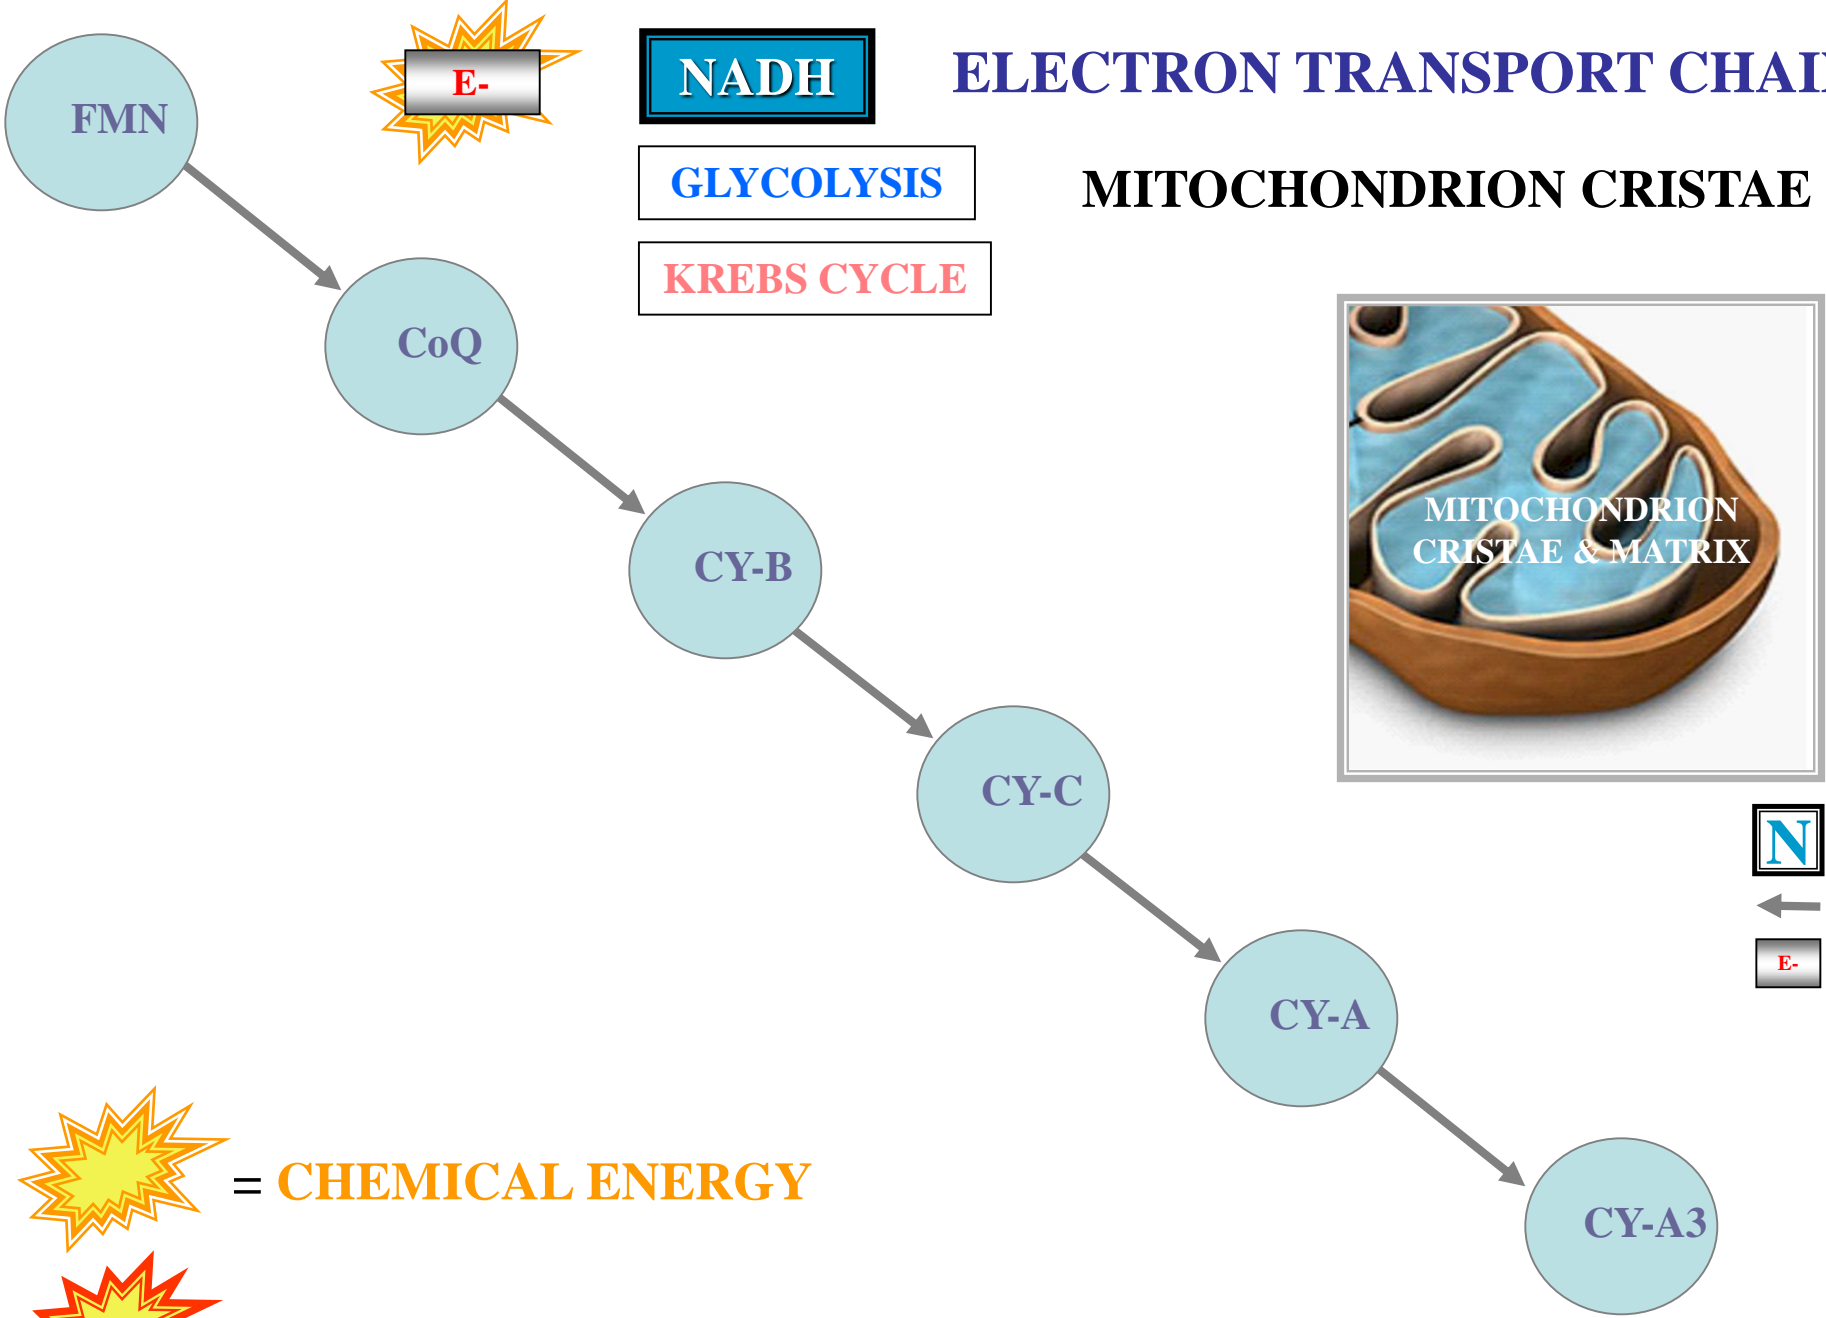 FMN
E-
NADH
ELECTRON TRANSPORT CHAI
GLYCOLYSIS
MITOCHONDRION CRISTAE
KREBS CYCLE
CoQ
MITOCHONDRION
CRISTAE & MATRIX
CY-B
CY-C
N
E-
CY-A
= CHEMICAL ENERGY
CY-A3